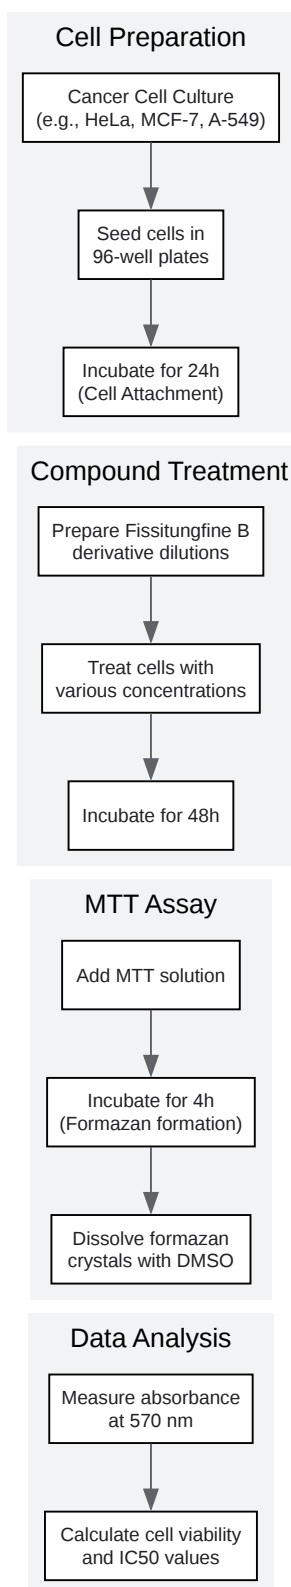 Cell Preparation
Cancer Cell Culture
(e.g., HeLa, MCF-7, A-549)
Seed cells in
96-well plates
Incubate for 24h
(Cell Attachment)
Compound Treatment
Prepare Fissitungfine B
derivative dilutions
Treat cells with
various concentrations
Incubate for 48h
MTT Assay
Add MTT solution
Incubate for 4h
(Formazan formation)
Dissolve formazan
crystals with DMSO
Data Analysis
Measure absorbance
at 570 nm
Calculate cell viability
and IC50 values